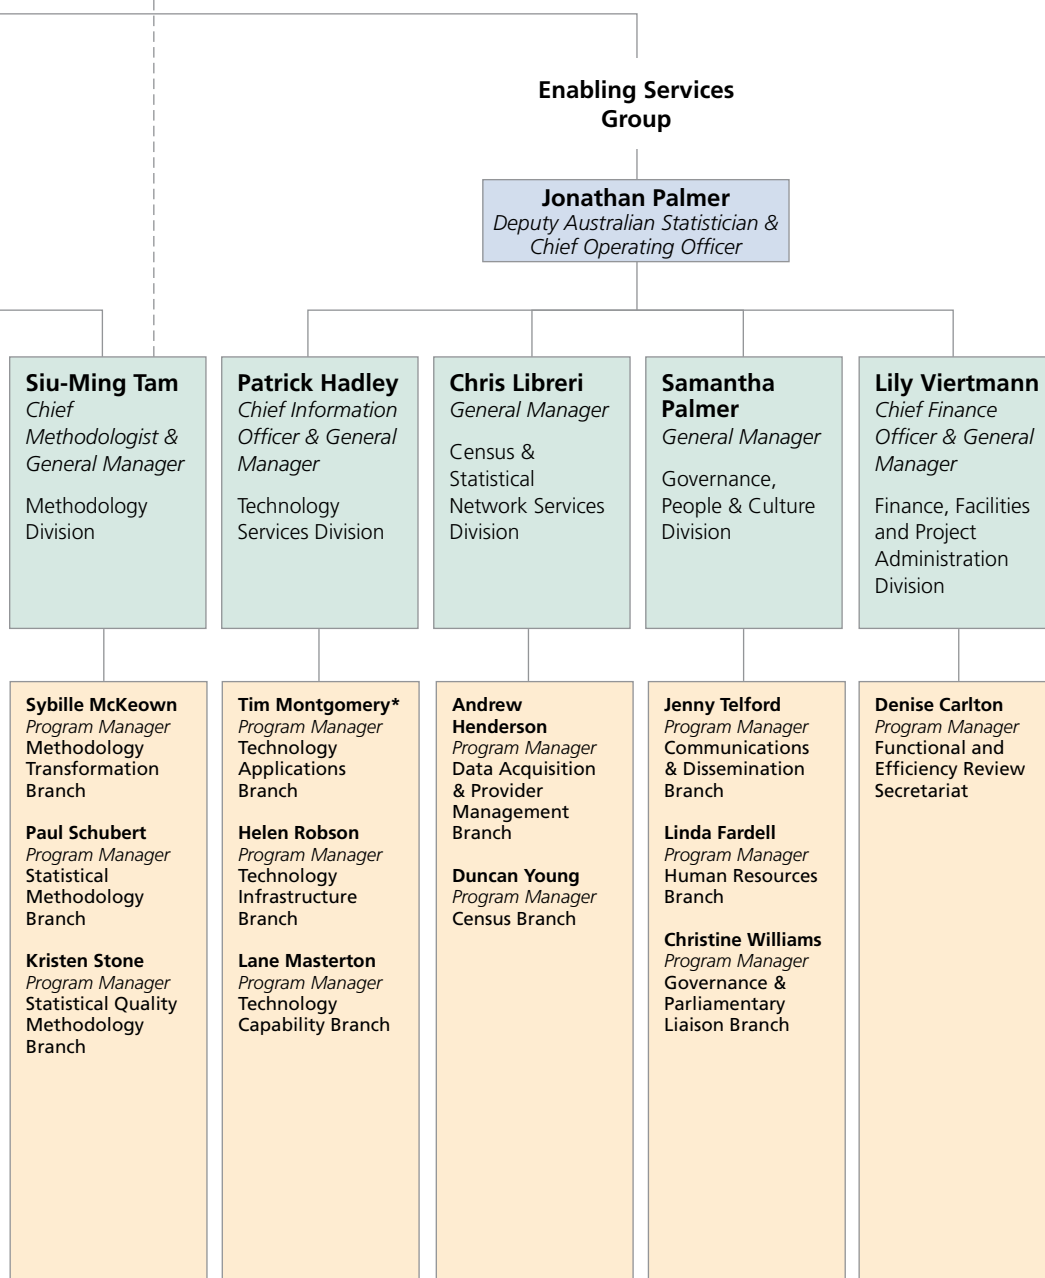 Enabling Services
Group
Jonathan Palmer
Deputy Australian Statistician &
Chief Operating Officer
Siu-Ming Tam
Chief
Methodologist &
General Manager
Methodology
Division
Patrick Hadley
Chief Information
Officer & General
Manager
Technology
Services Division
Chris Libreri
General Manager
Census &
Statistical
Network Services
Division
Samantha
Palmer
General Manager
Governance,
People & Culture
Division
Lily Viertmann
Chief Finance
Officer & General
Manager
Finance, Facilities
and Project
Administration
Division
Sybille McKeown
Program Manager
Methodology
Transformation
Branch
Paul Schubert
Program Manager
Statistical
Methodology
Branch
Kristen Stone
Program Manager
Statistical Quality
Methodology
Branch
Tim Montgomery*
Program Manager
Technology
Applications
Branch
Helen Robson
Program Manager
Technology
Infrastructure
Branch
Lane Masterton
Program Manager
Technology
Capability Branch
Andrew
Henderson
Program Manager
Data Acquisition
& Provider
Management
Branch
Duncan Young
Program Manager
Census Branch
Jenny Telford
Program Manager
Communications
& Dissemination
Branch
Linda Fardell
Program Manager
Human Resources
Branch
Christine Williams
Program Manager
Governance &
Parliamentary
Liaison Branch
Denise Carlton
Program Manager
Functional and
Efficiency Review
Secretariat